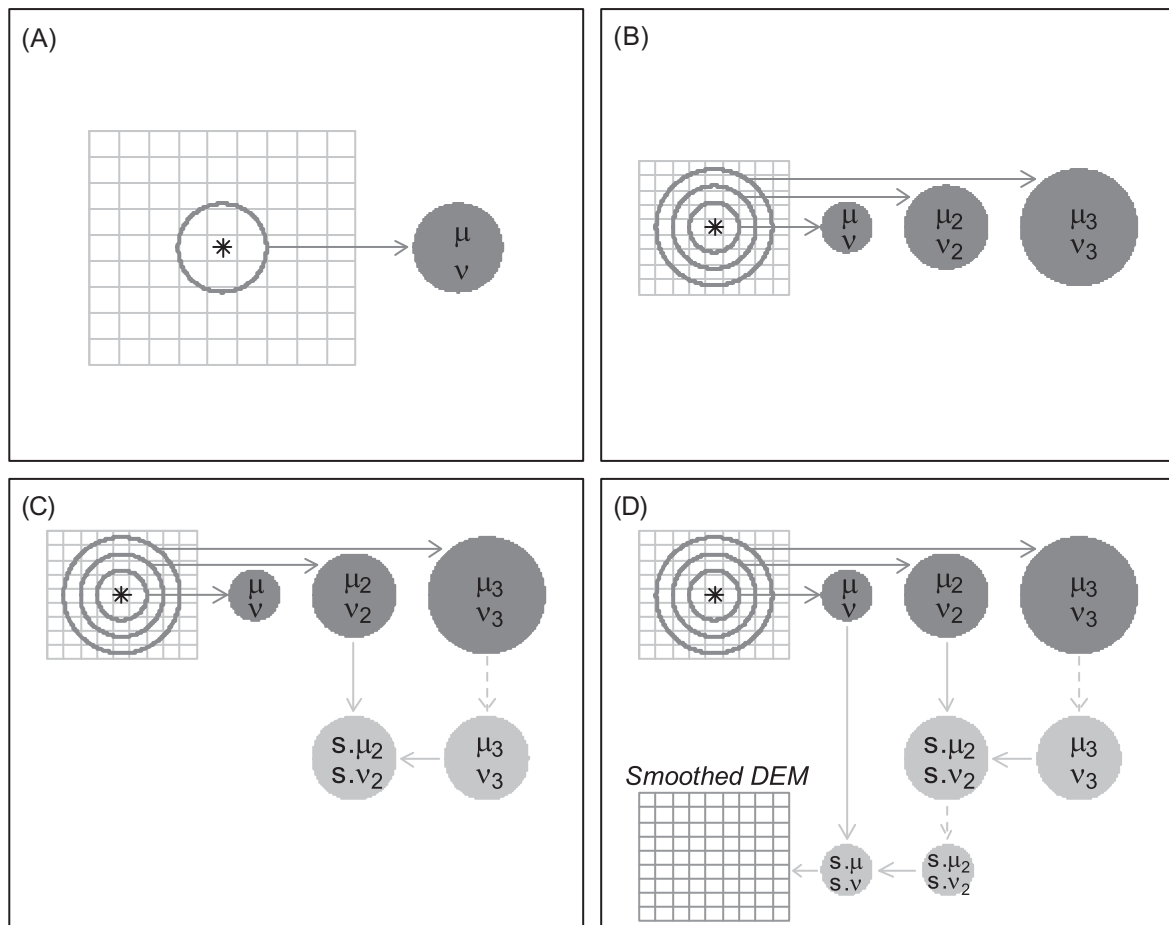 (A)
μ
ν
(B)
μ
ν
μ₂
ν₂
μ₃
ν₃
(C)
μ
ν
μ₂
ν₂
μ₃
ν₃
s.μ₂
s.ν₂
μ₃
ν₃
(D)
μ
ν
μ₂
ν₂
μ₃
ν₃
s.μ₂
s.ν₂
μ₃
ν₃
Smoothed DEM
s.μ
s.ν
s.μ₂
s.ν₂